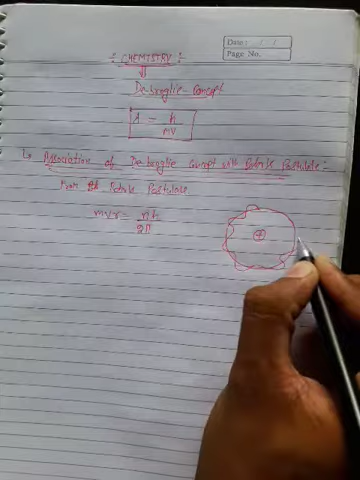 Date:
Page No.
: CHEMISTRY :-
De-broglie-Concept
λ = h/mv
Association of De-broglie Concept with Bohr's Postulate :-
From Bohr's Postulate
mvr = nh/2π
+